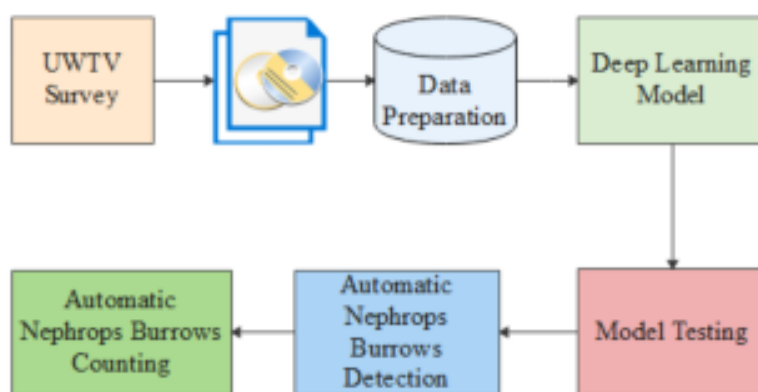 UWTV
Survey
Data
Preparation
Deep Learning
Model
Model Testing
Automatic
Nephrops
Burrows
Detection
Automatic
Nephrops Burrows
Counting